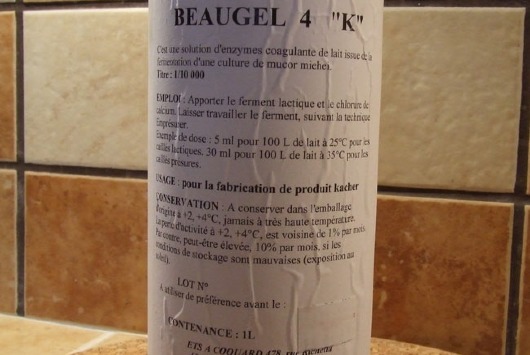 BEAUGEL 4 "K"
C'est une solution d'enzymes coagulante de lait issue de la
fermentation d'une culture de mucor michei.
Titre : 1/10 000
EMPLOI : Apporter le ferment lactique et le chlorure de
calcium. Laisser travailler le ferment, suivant la technique
Emprésurer.
Exemple de dose : 5 ml pour 100 L de lait à 25°C pour les
caillés lactiques. 30 ml pour 100 L de lait à 35°C pour les
caillés présures.
USAGE : pour la fabrication de produit kacher
CONSERVATION : A conserver dans l'emballage
d'origine à +2, +4°C, jamais à très haute température.
La perte d'activité à +2, +4°C, est voisine de 1% par mois.
Par contre, peut-être élevée, 10% par mois, si les
conditions de stockage sont mauvaises (exposition au
soleil).
LOT N°
A utiliser de préférence avant le :
CONTENANCE : 1L
ETS A COQUARD 478, rue